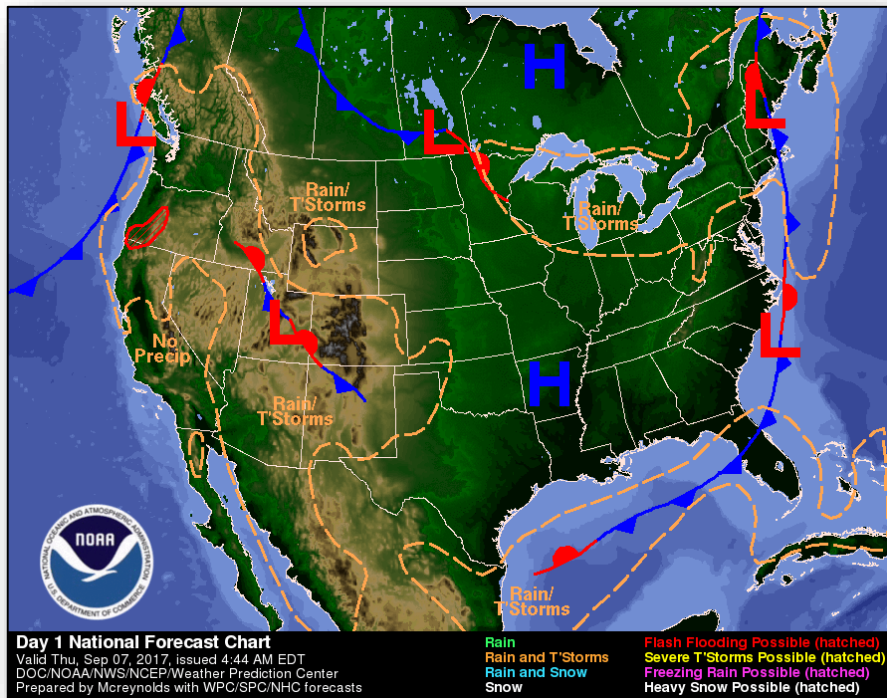 H
L
L
L
Rain/
T'Storms
Rain/
T'Storms
L
No
Precip
L
H
Rain/
T'Storms
Rain/
T'Storms
NATIONAL OCEANIC AND ATMOSPHERIC ADMINISTRATION
NOAA
U.S. DEPARTMENT OF COMMERCE
Day 1 National Forecast Chart
Valid Thu, Sep 07, 2017, issued 4:44 AM EDT
DOC/NOAA/NWS/NCEP/Weather Prediction Center
Prepared by Mcreynolds with WPC/SPC/NHC forecasts
Rain
Rain and T'Storms
Rain and Snow
Snow
Flash Flooding Possible (hatched)
Severe T'Storms Possible (hatched)
Freezing Rain Possible (hatched)
Heavy Snow Possible (hatched)